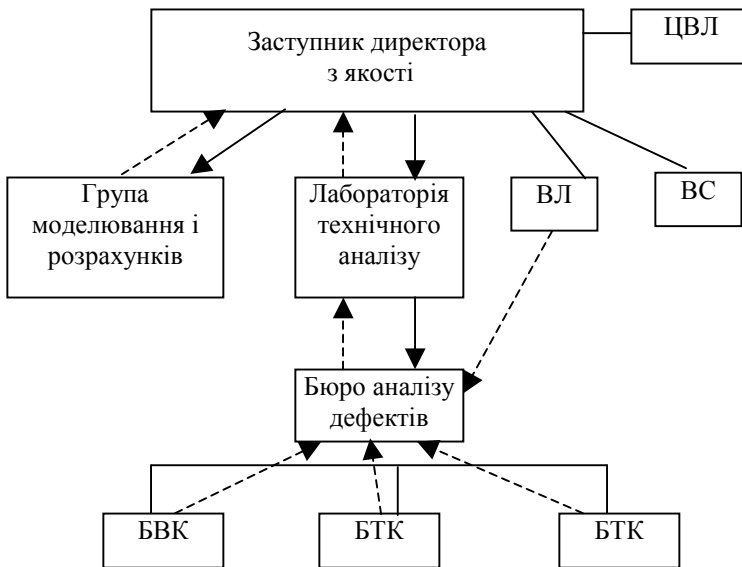 Заступник директора
з якості
ЦВЛ
Група
моделювання і
розрахунків
Лабораторія
технічного
аналізу
ВЛ
ВС
Бюро аналізу
дефектів
БВК
БТК
БТК